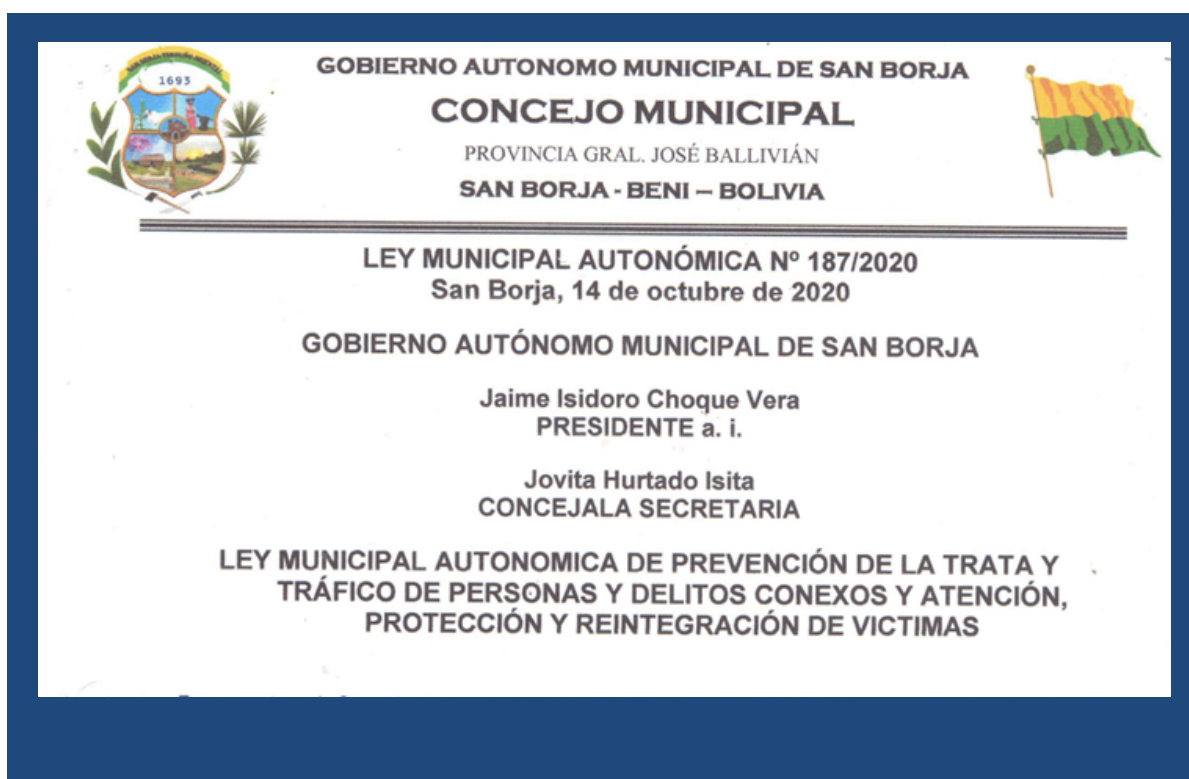 1693
GOBIERNO AUTONOMO MUNICIPAL DE SAN BORJA
CONCEJO MUNICIPAL
PROVINCIA GRAL. JOSÉ BALLIVIÁN
SAN BORJA - BENI – BOLIVIA
LEY MUNICIPAL AUTONÓMICA Nº 187/2020
San Borja, 14 de octubre de 2020
GOBIERNO AUTÓNOMO MUNICIPAL DE SAN BORJA
Jaime Isidoro Choque Vera
PRESIDENTE a. i.
Jovita Hurtado Isita
CONCEJALA SECRETARIA
LEY MUNICIPAL AUTONOMICA DE PREVENCIÓN DE LA TRATA Y
TRÁFICO DE PERSONAS Y DELITOS CONEXOS Y ATENCIÓN,
PROTECCIÓN Y REINTEGRACIÓN DE VICTIMAS